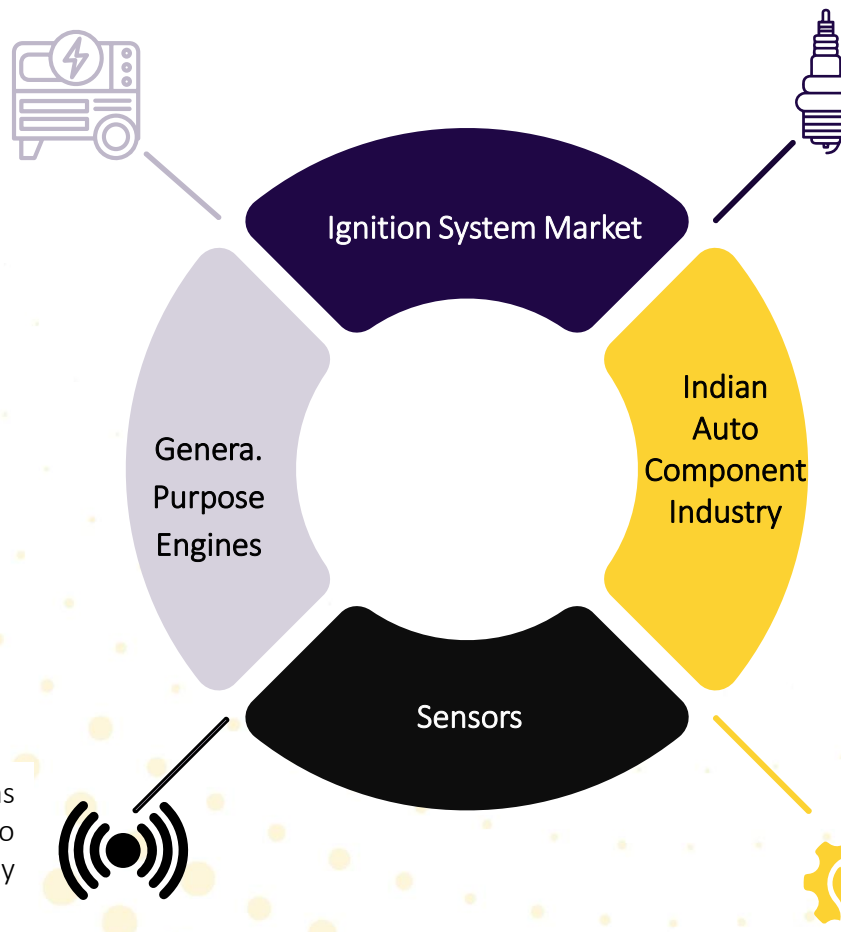 Ignition System Market
Indian
Auto
Component
Industry
Genera.
Purpose
Engines
Sensors